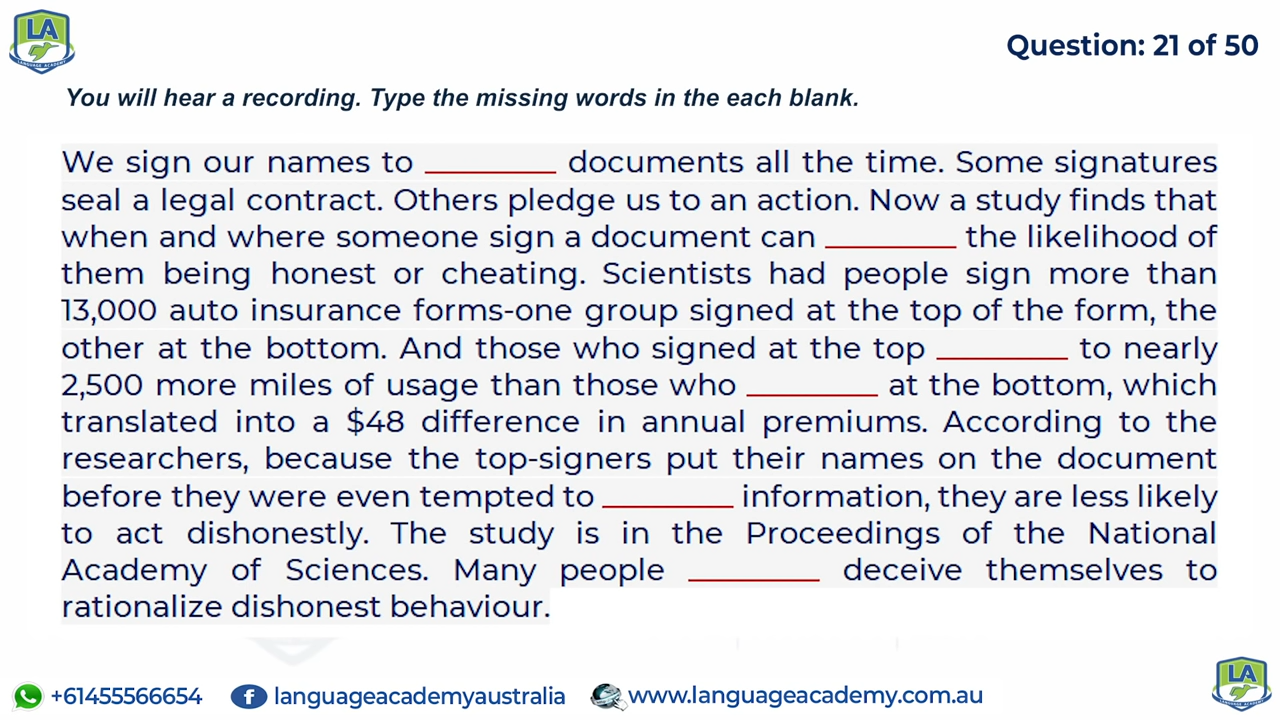 LA
LANGUAGE ACADEMY
Question: 21 of 50
You will hear a recording. Type the missing words in the each blank.
We sign our names to ________ documents all the time. Some signatures
seal a legal contract. Others pledge us to an action. Now a study finds that
when and where someone sign a document can ________ the likelihood of
them being honest or cheating. Scientists had people sign more than
13,000 auto insurance forms-one group signed at the top of the form, the
other at the bottom. And those who signed at the top ________ to nearly
2,500 more miles of usage than those who ________ at the bottom, which
translated into a $48 difference in annual premiums. According to the
researchers, because the top-signers put their names on the document
before they were even tempted to ________ information, they are less likely
to act dishonestly. The study is in the Proceedings of the National
Academy of Sciences. Many people ________ deceive themselves to
rationalize dishonest behaviour.
+61455566654 f languageacademyaustralia www.languageacademy.com.au
LA
LANGUAGE ACADEMY